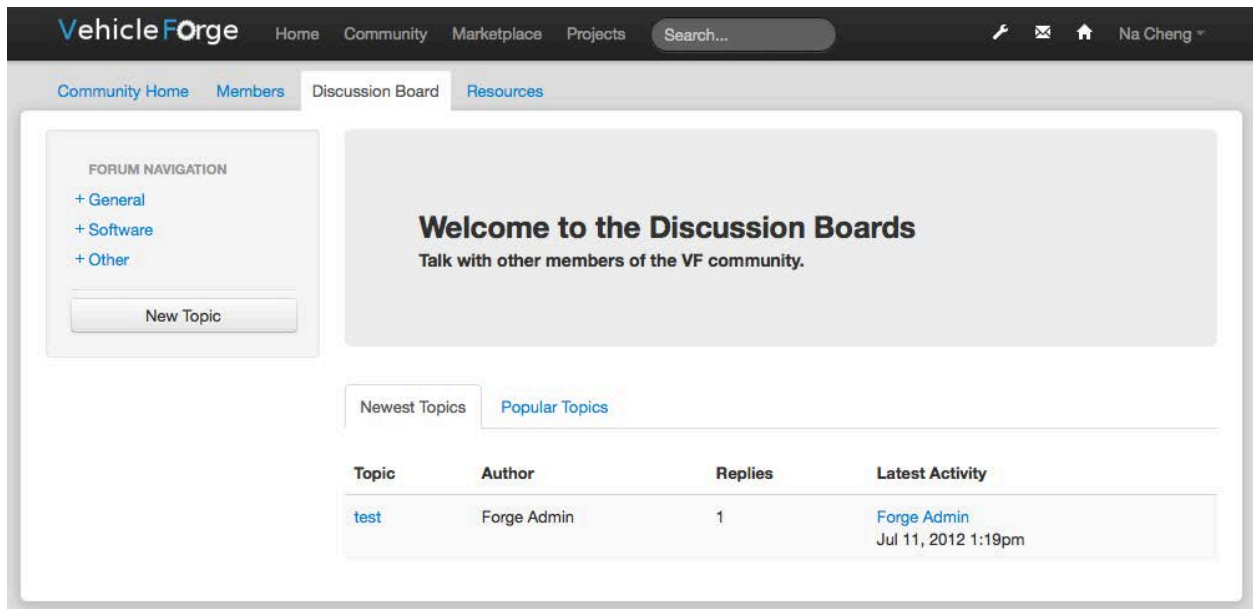 VehicleForge Home Community Marketplace Projects Search... Na Cheng
Community Home Members Discussion Board Resources
FORUM NAVIGATION
+ General
+ Software
+ Other
New Topic
Welcome to the Discussion Boards
Talk with other members of the VF community.
Newest Topics Popular Topics
Topic Author Replies Latest Activity
test Forge Admin 1 Forge Admin
Jul 11, 2012 1:19pm